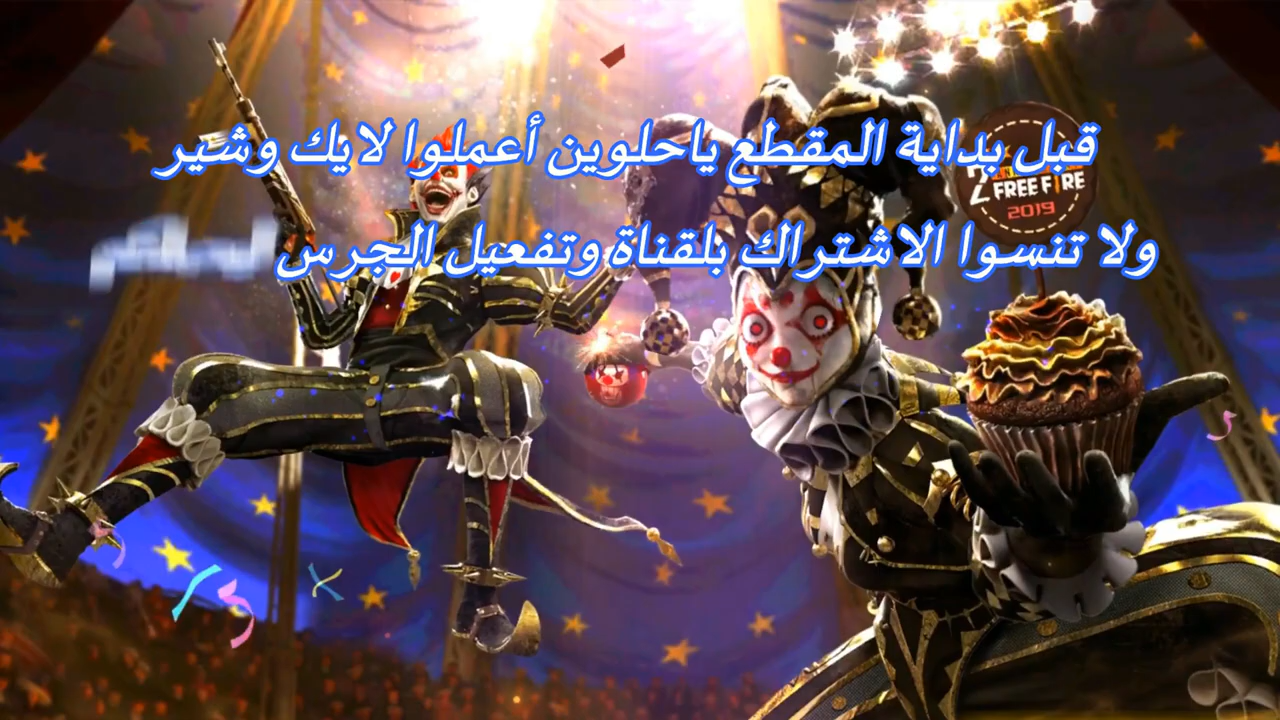 قبل بداية المقطع ياحلوين أعملوا لايك وشير
ولا تنسوا الاشتراك بلقناة وتفعيل الجرس
FREE FIRE
2019